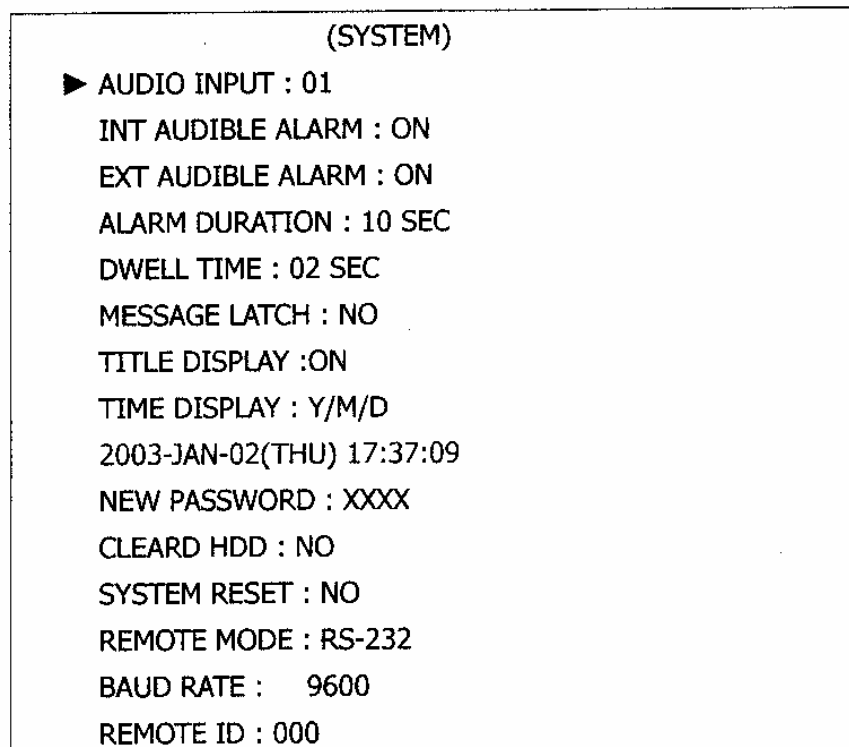 (SYSTEM)
► AUDIO INPUT : 01
INT AUDIBLE ALARM : ON
EXT AUDIBLE ALARM : ON
ALARM DURATION : 10 SEC
DWELL TIME : 02 SEC
MESSAGE LATCH : NO
TITLE DISPLAY :ON
TIME DISPLAY : Y/M/D
2003-JAN-02(THU) 17:37:09
NEW PASSWORD : XXXX
CLEARD HDD : NO
SYSTEM RESET : NO
REMOTE MODE : RS-232
BAUD RATE : 9600
REMOTE ID : 000